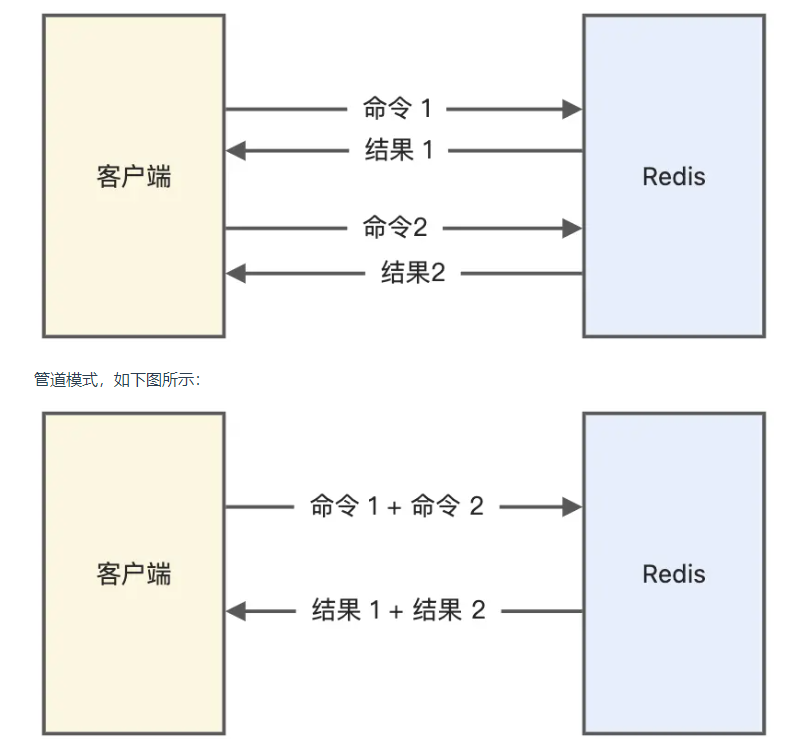 命令 1
结果 1
客户端
Redis
命令2
结果2
管道模式，如下图所示：
命令 1 + 命令 2
客户端
Redis
结果 1 + 结果 2